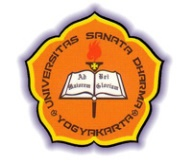 UNIVERSITAS SANATA DHARMA
Ad Dei
Maiorem Gloriam
★ YOGYAKARTA ★